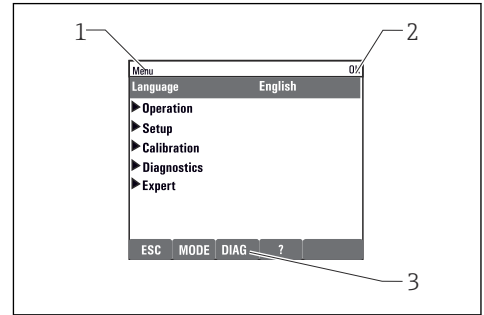 1 2
Menu 0%
Language English
▶Operation
▶Setup
▶Calibration
▶Diagnostics
▶Expert
ESC MODE DIAG ?
3